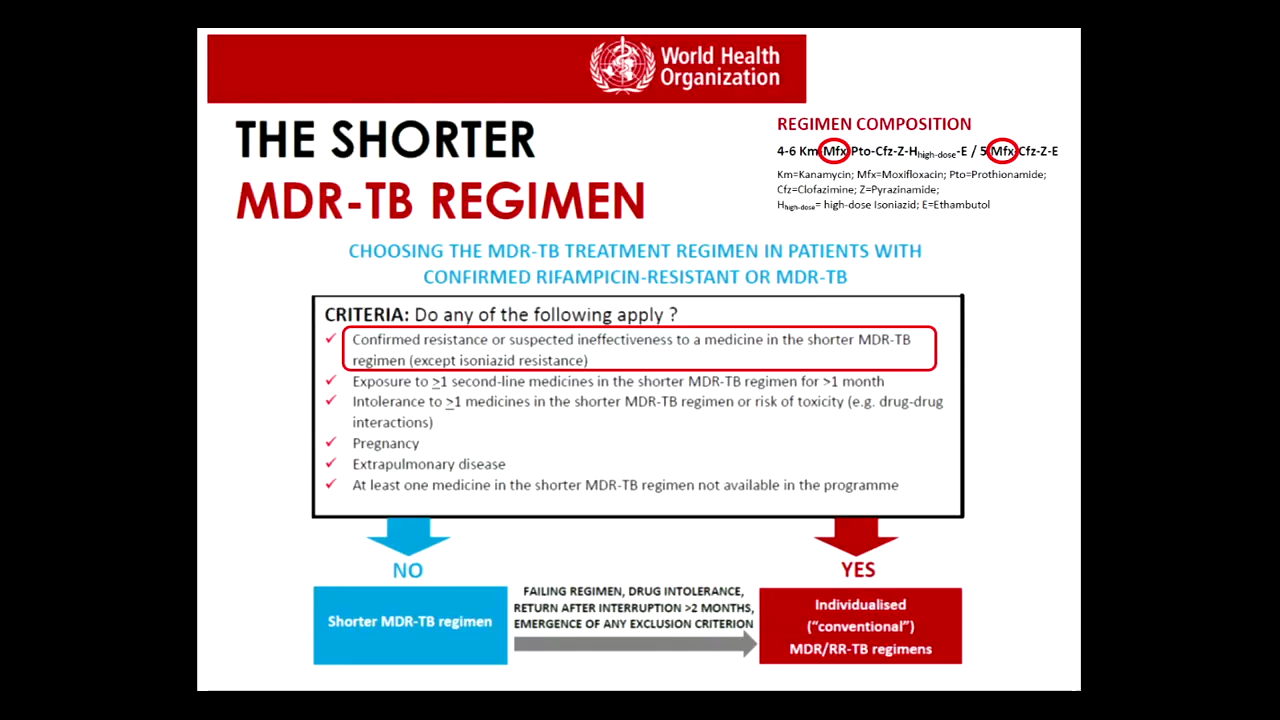 World Health
Organization
THE SHORTER
MDR-TB REGIMEN
REGIMEN COMPOSITION
4-6 Km-Mfx-Pto-Cfz-Z-Hhigh-dose-E / 5 Mfx-Cfz-Z-E
Km=Kanamycin; Mfx=Moxifloxacin; Pto=Prothionamide;
Cfz=Clofazimine; Z=Pyrazinamide;
Hhigh-dose= high-dose Isoniazid; E=Ethambutol
CHOOSING THE MDR-TB TREATMENT REGIMEN IN PATIENTS WITH
CONFIRMED RIFAMPICIN-RESISTANT OR MDR-TB
CRITERIA: Do any of the following apply ?
✓ Confirmed resistance or suspected ineffectiveness to a medicine in the shorter MDR-TB
regimen (except isoniazid resistance)
✓ Exposure to ≥1 second-line medicines in the shorter MDR-TB regimen for >1 month
✓ Intolerance to ≥1 medicines in the shorter MDR-TB regimen or risk of toxicity (e.g. drug-drug
interactions)
✓ Pregnancy
✓ Extrapulmonary disease
✓ At least one medicine in the shorter MDR-TB regimen not available in the programme
NO
YES
Shorter MDR-TB regimen
FAILING REGIMEN, DRUG INTOLERANCE,
RETURN AFTER INTERRUPTION >2 MONTHS,
EMERGENCE OF ANY EXCLUSION CRITERION
Individualised
("conventional")
MDR/RR-TB regimens